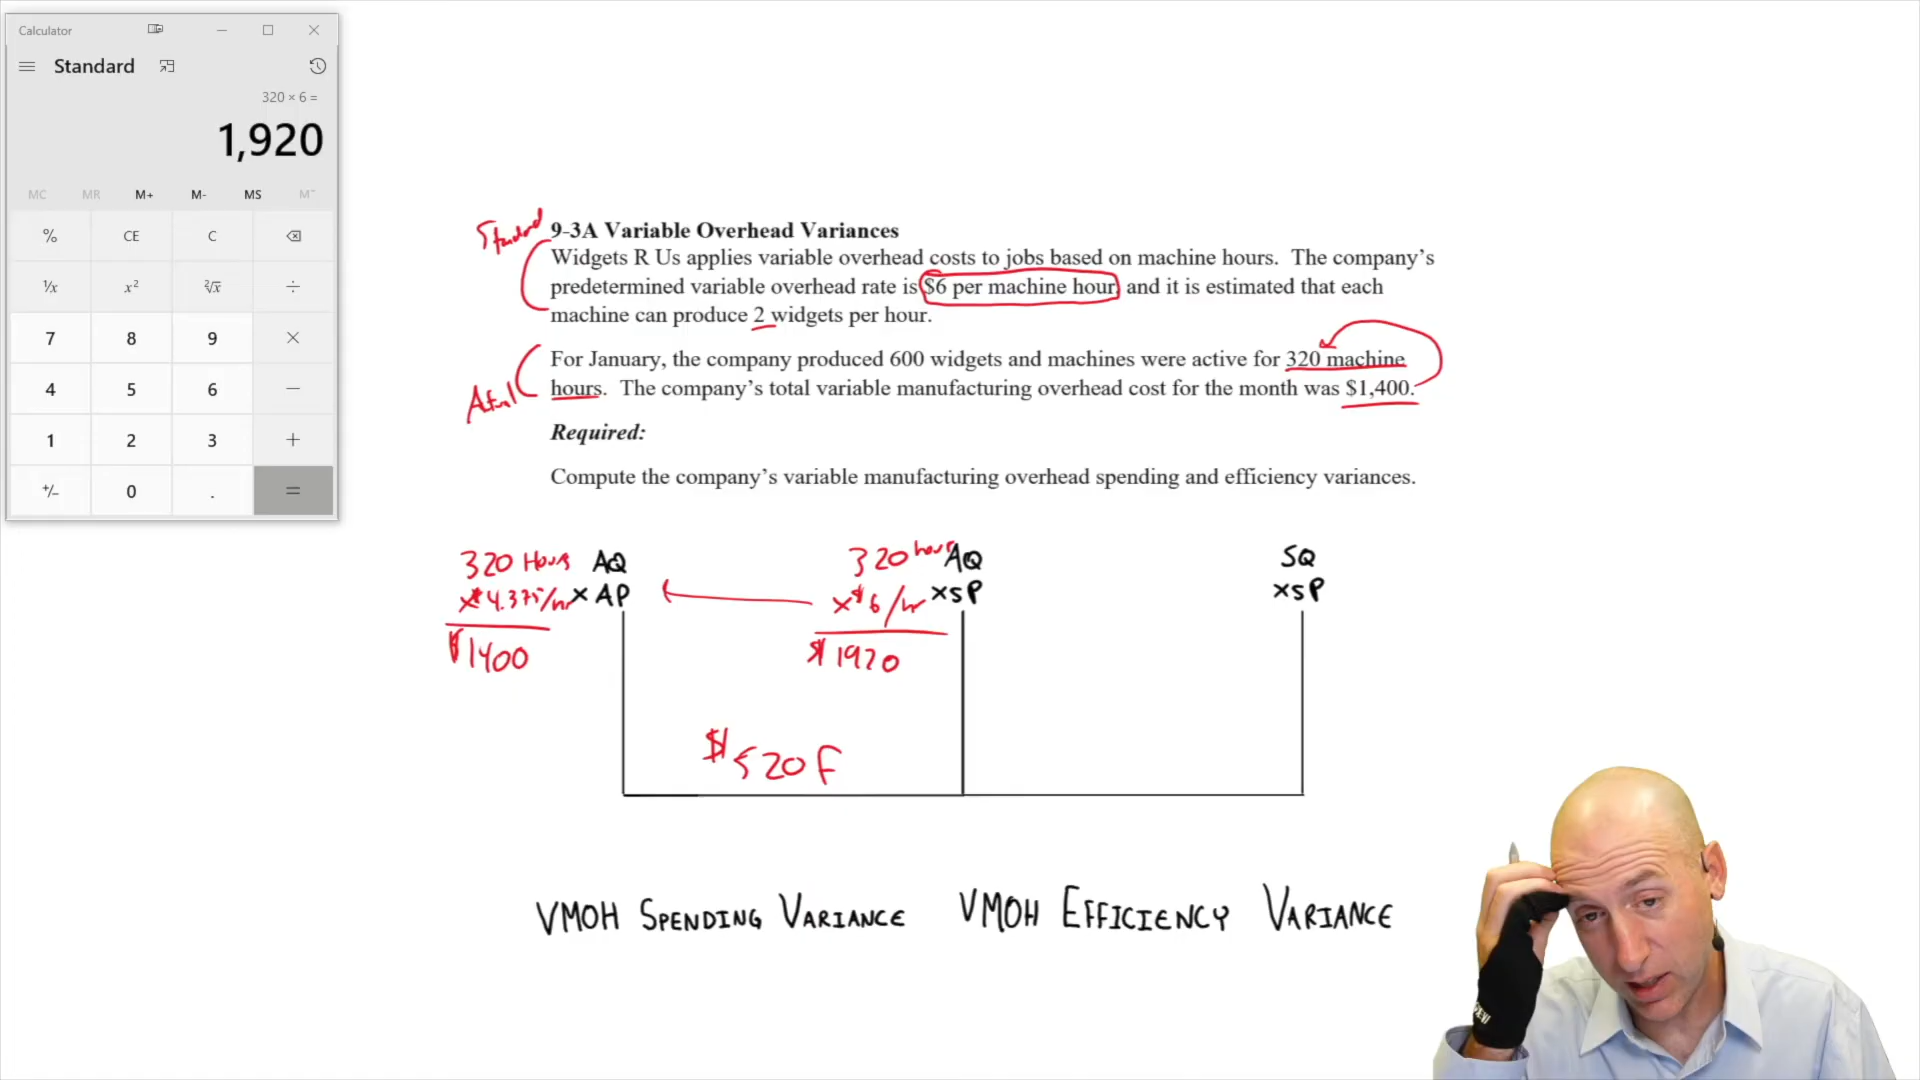 Calculator
Standard
320 × 6 =
1,920
MC MR M+ M- MS M˅
% CE C
¹/x x² ²√x ÷
7 8 9 ×
4 5 6 −
1 2 3 +
+/− 0 . =
Standard
9-3A Variable Overhead Variances
Widgets R Us applies variable overhead costs to jobs based on machine hours. The company's
predetermined variable overhead rate is $6 per machine hour, and it is estimated that each
machine can produce 2 widgets per hour.
Actual
For January, the company produced 600 widgets and machines were active for 320 machine
hours. The company's total variable manufacturing overhead cost for the month was $1,400.
Required:
Compute the company's variable manufacturing overhead spending and efficiency variances.
320 Hours AQ
x $4.375/hr × AP
$1400
320 hours AQ
x $6/hr ×SP
$1920
SQ
×SP
$520 F
VMOH SPENDING VARIANCE
VMOH EFFICIENCY VARIANCE